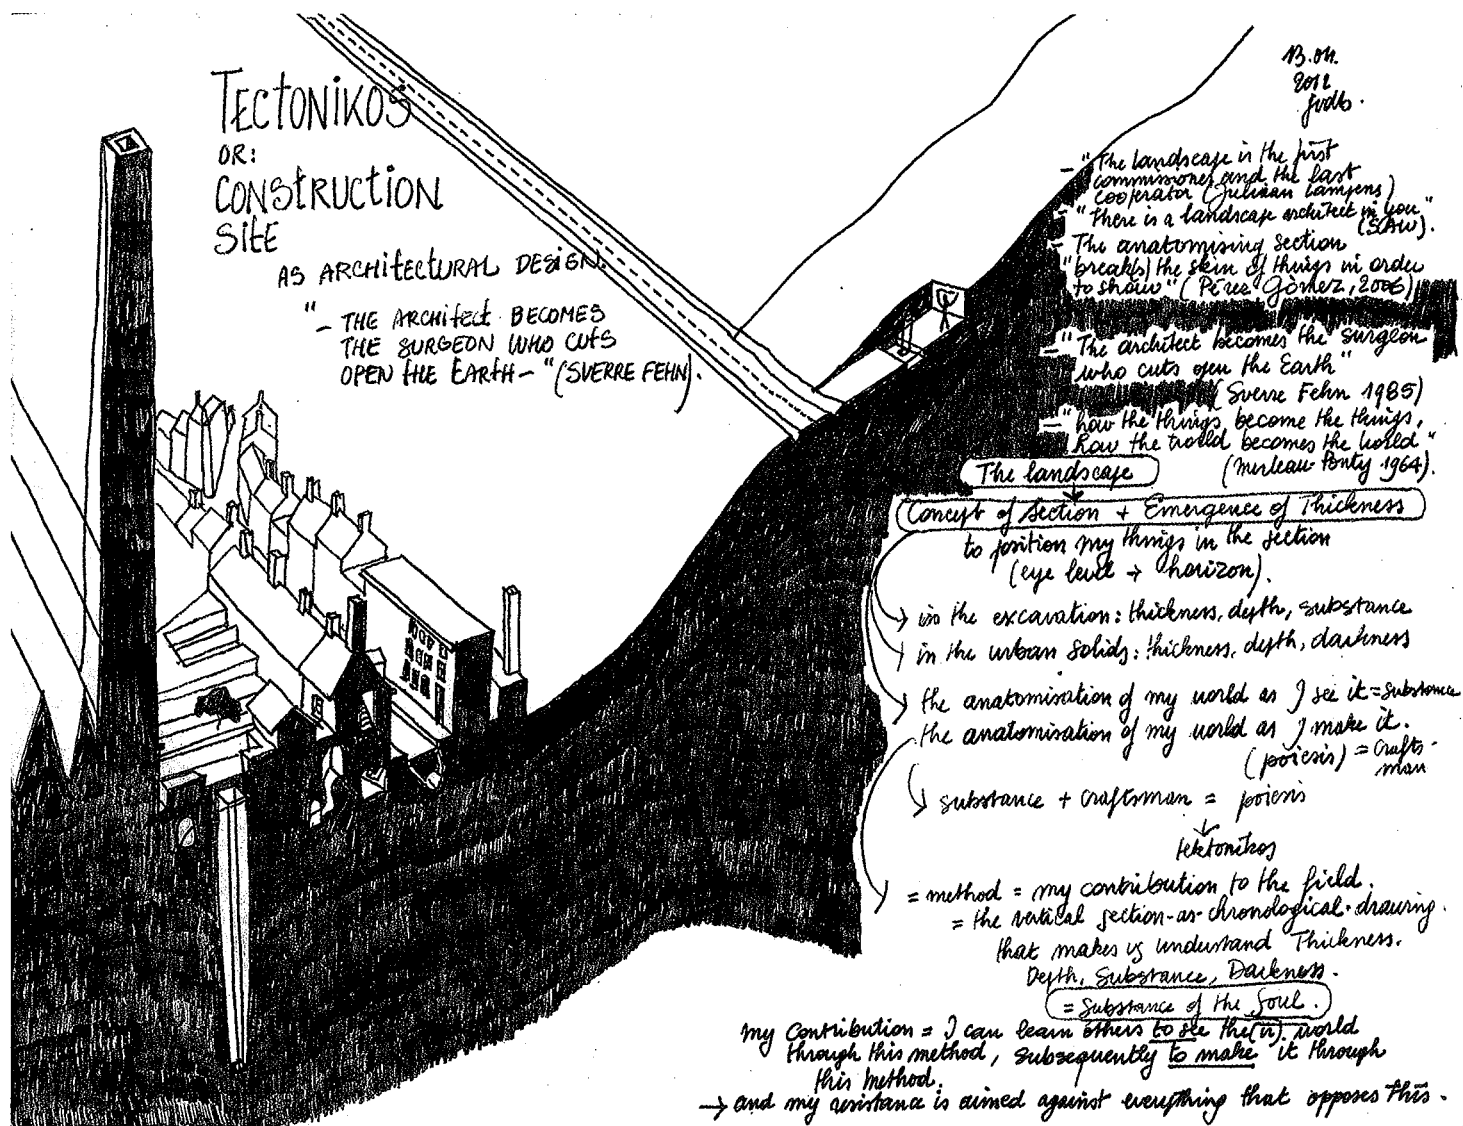 TECTONIKOS
OR:
CONSTRUCTION
SITE
AS ARCHITECTURAL DESIGN.
"– THE ARCHITECT BECOMES
THE SURGEON WHO CUTS
OPEN THE EARTH –" (SVERRE FEHN).
13.04.
2012
– "The landscape is the first
commissioner and the last
cooperator (Juliaan Lampens)
– "There is a landscape architect in you"
(SAW).
– The anatomising section
"break(s) the skin of things in order
to show" (Pérez Gòmez, 2006)
– "The architect becomes the surgeon
who cuts open the Earth"
(Sverre Fehn 1985)
– "how the things become the things,
how the world becomes the world"
(Merleau-Ponty 1964).
The landscape
Concept of Section + Emergence of Thickness
to position my things in the section
(eye level → horizon).
→ in the excavation: thickness, depth, substance
→ in the urban solids: thickness, depth, darkness
→ the anatomisation of my world as I see it = substance
the anatomisation of my world as I make it.
(poiesis) = crafts-
man
→ substance + craftsman = poiesis
↓
tektonikos
→ = method = my contribution to the field.
= the vertical section-as-chronological-drawing.
that makes us understand Thickness.
Depth, Substance, Darkness.
= Substance of the Soul.
my contribution = I can learn others to see the(ir) world
through this method, subsequently to make it through
this method.
→ and my resistance is aimed against everything that opposes this.